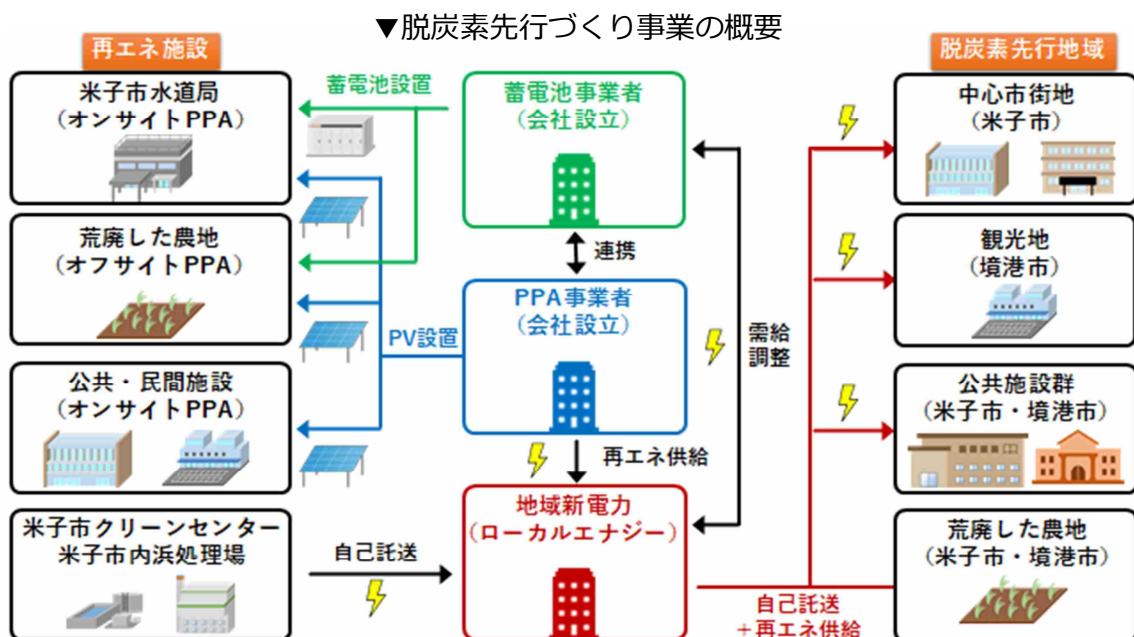 ▼脱炭素先行づくり事業の概要
再エネ施設
米子市水道局
(オンサイトPPA)
荒廃した農地
(オフサイトPPA)
公共・民間施設
(オンサイトPPA)
米子市クリーンセンター
米子市内浜処理場
蓄電池設置
PV設置
自己託送
蓄電池事業者
(会社設立)
連携
PPA事業者
(会社設立)
再エネ供給
地域新電力
(ローカルエナジー)
需給
調整
自己託送
+再エネ供給
脱炭素先行地域
中心市街地
(米子市)
観光地
(境港市)
公共施設群
(米子市・境港市)
荒廃した農地
(米子市・境港市)